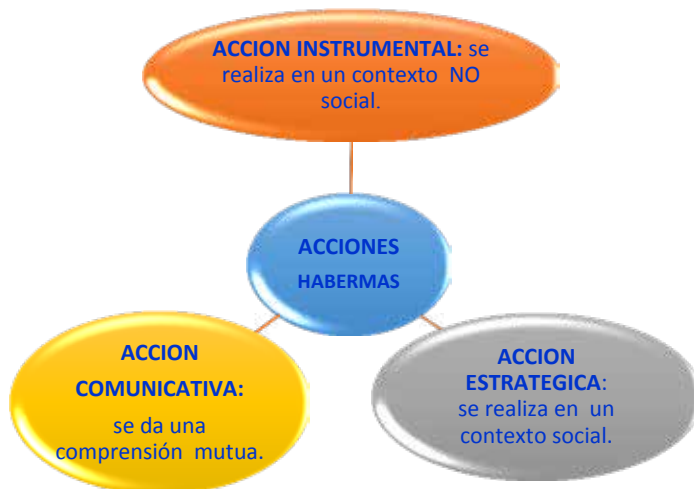 ACCION INSTRUMENTAL: se
realiza en un contexto NO
social.
ACCIONES
HABERMAS
ACCION
COMUNICATIVA:
se da una
comprensión mutua.
ACCION
ESTRATEGICA:
se realiza en un
contexto social.